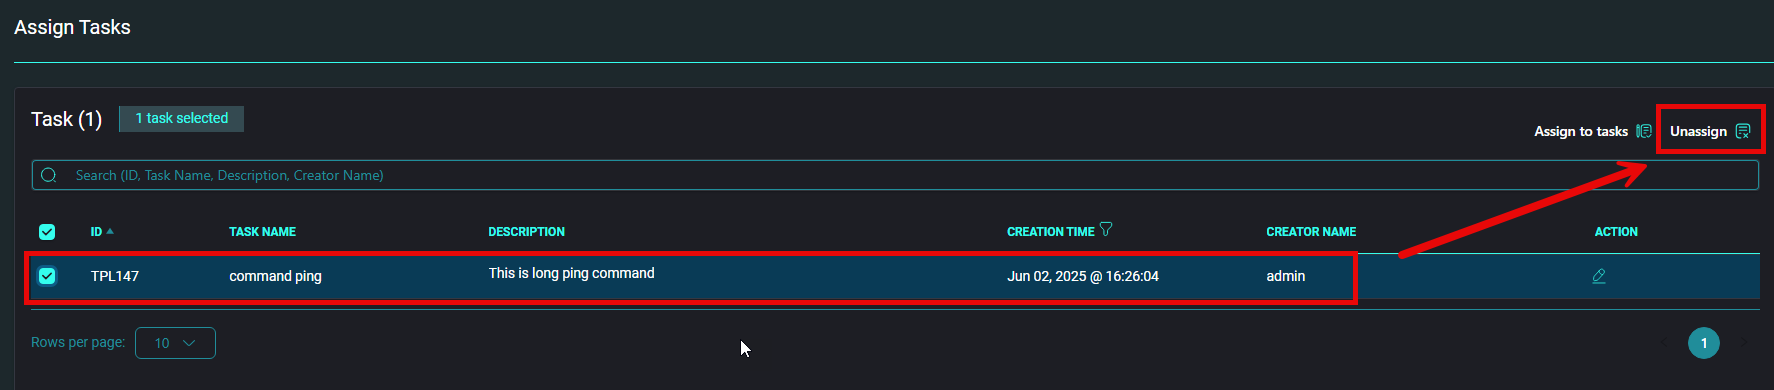 Assign Tasks
Task (1) 1 task selected
Assign to tasks Unassign
Search (ID, Task Name, Description, Creator Name)
ID TASK NAME DESCRIPTION CREATION TIME CREATOR NAME ACTION
TPL147 command ping This is long ping command Jun 02, 2025 @ 16:26:04 admin
Rows per page: 10 1